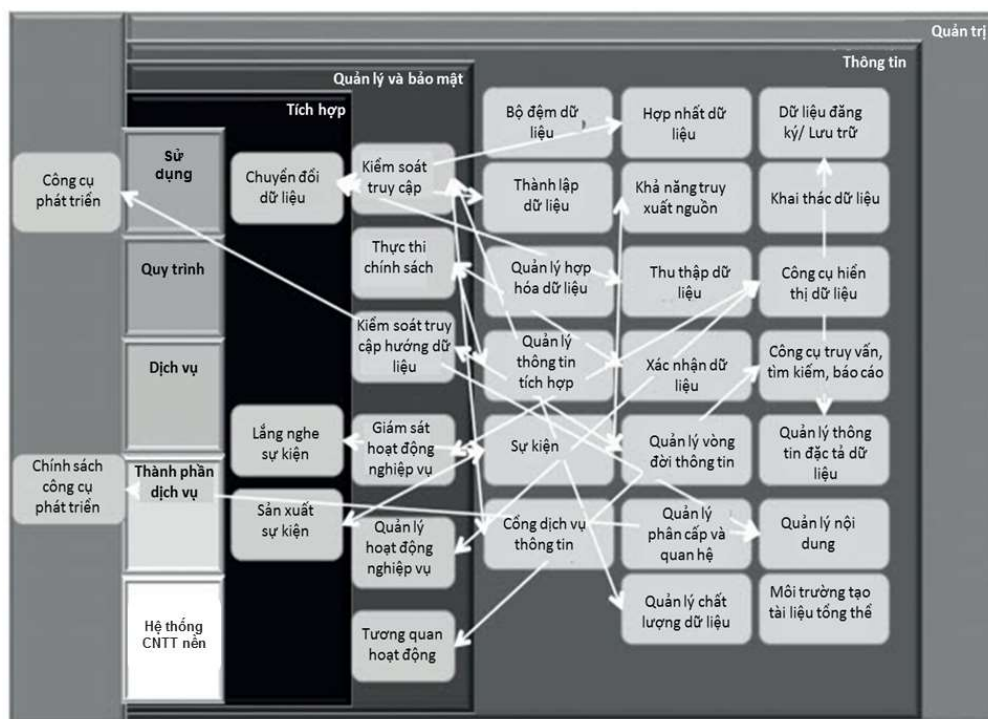 Quản trị
Thông tin
Quản lý và bảo mật
Tích hợp
Công cụ
phát triển
Chính sách
công cụ
phát triển
Sử
dụng
Quy trình
Dịch vụ
Thành phần
dịch vụ
Hệ thống
CNTT nền
Chuyển đổi
dữ liệu
Lắng nghe
sự kiện
Sản xuất
sự kiện
Kiểm soát
truy cập
Thực thi
chính sách
Kiểm soát truy
cập hướng dữ
liệu
Giám sát
hoạt động
nghiệp vụ
Quản lý
hoạt động
nghiệp vụ
Tương quan
hoạt động
Bộ đệm dữ
liệu
Thành lập
dữ liệu
Quản lý hợp
hóa dữ liệu
Quản lý
thông tin
tích hợp
Sự kiện
Cổng dịch vụ
thông tin
Hợp nhất dữ
liệu
Khả năng truy
xuất nguồn
Thu thập dữ
liệu
Xác nhận dữ
liệu
Quản lý vòng
đời thông tin
Quản lý
phân cấp và
quan hệ
Quản lý chất
lượng dữ liệu
Dữ liệu đăng
ký/ Lưu trữ
Khai thác dữ liệu
Công cụ hiển
thị dữ liệu
Công cụ truy vấn,
tìm kiếm, báo cáo
Quản lý thông
tin đặc tả dữ
liệu
Quản lý nội
dung
Môi trường tạo
tài liệu tổng thể